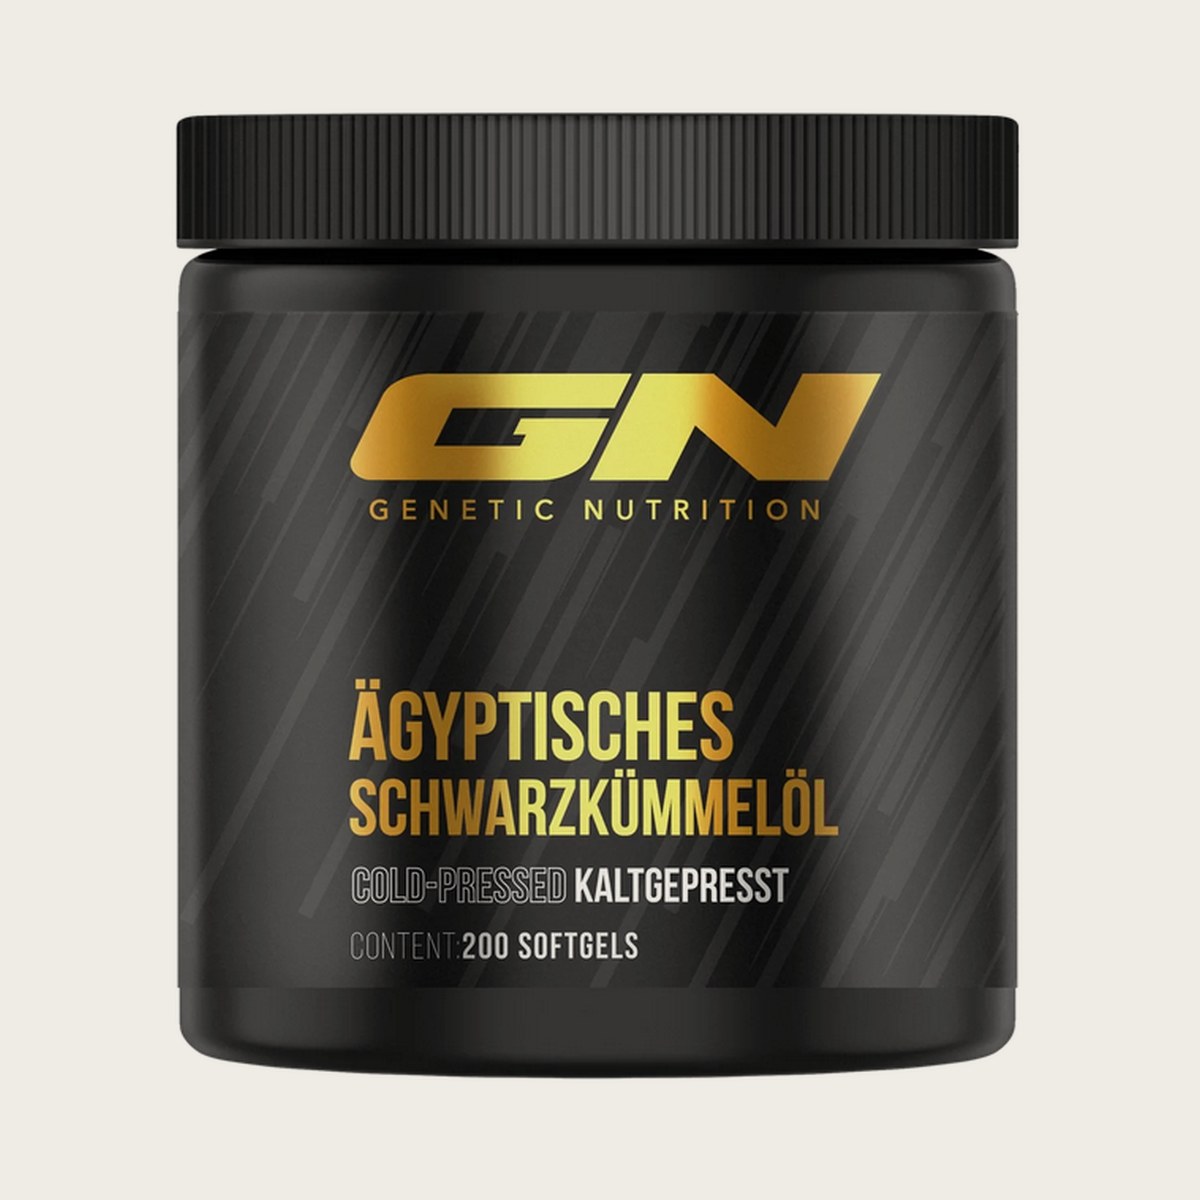 GN
GENETIC NUTRITION
ÄGYPTISCHES
SCHWARZKÜMMELÖL
COLD-PRESSED KALTGEPRESST
CONTENT: 200 SOFTGELS